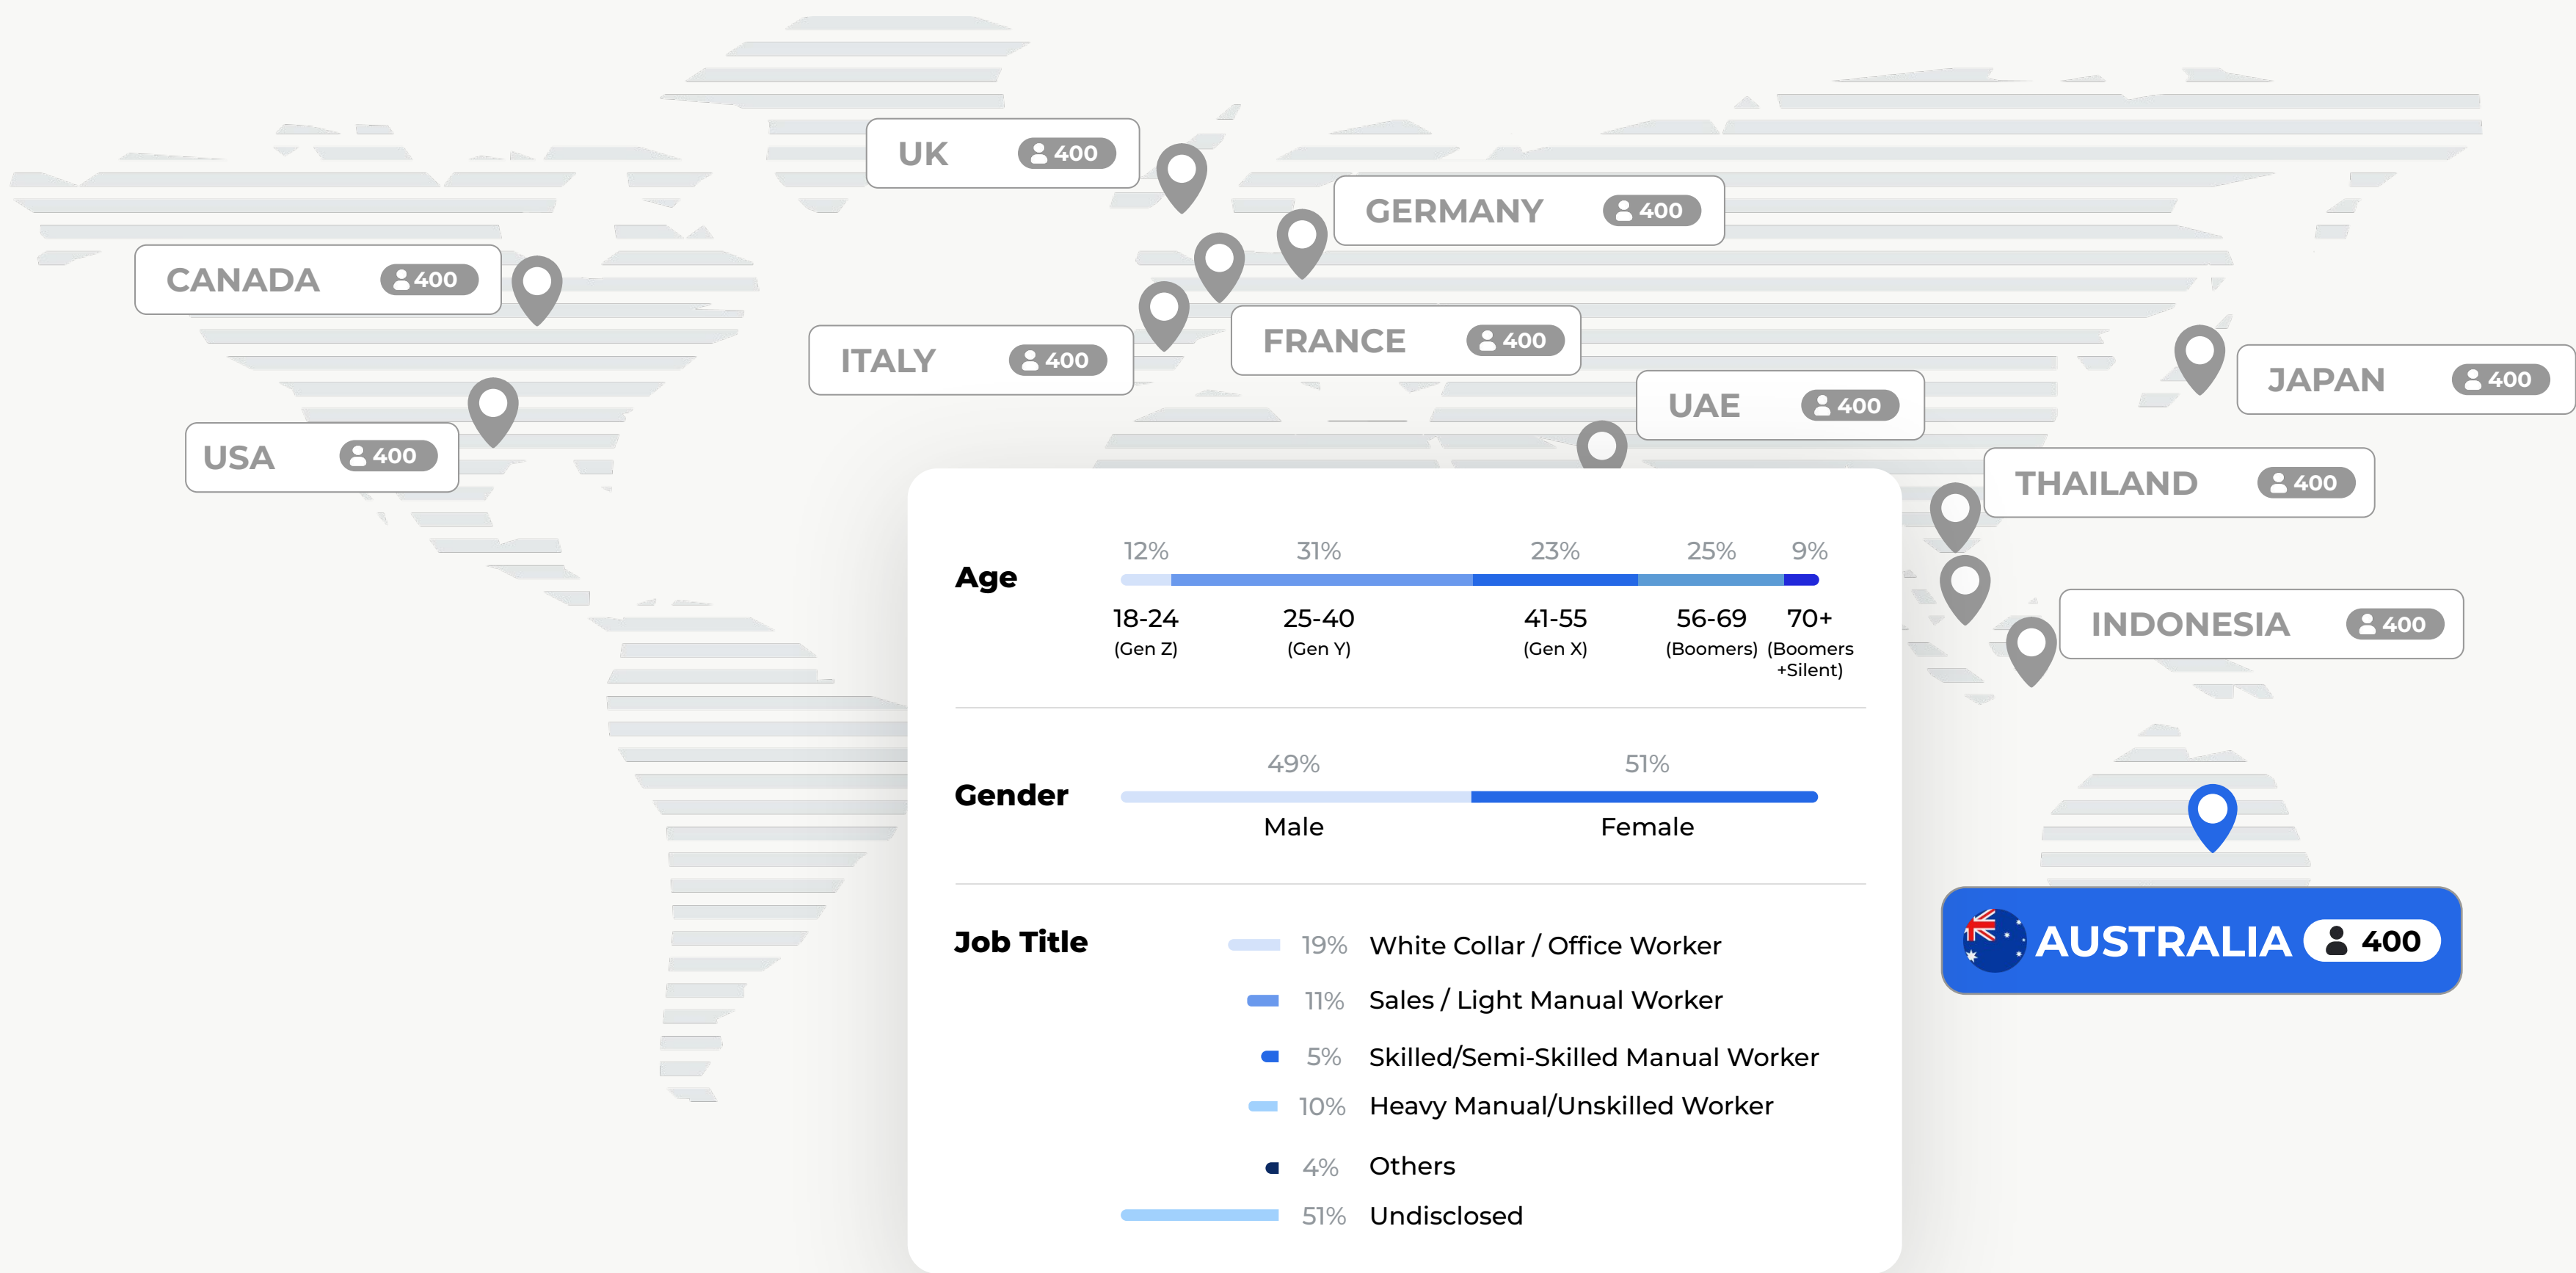 UK 400
GERMANY 400
CANADA 400
ITALY 400
FRANCE 400
JAPAN 400
UAE 400
USA 400
THAILAND 400
INDONESIA 400
AUSTRALIA 400
Age
12% 31% 23% 25% 9%
18-24 25-40 41-55 56-69 70+
(Gen Z) (Gen Y) (Gen X) (Boomers) (Boomers
+Silent)
Gender
49% 51%
Male Female
Job Title
19% White Collar / Office Worker
11% Sales / Light Manual Worker
5% Skilled/Semi-Skilled Manual Worker
10% Heavy Manual/Unskilled Worker
4% Others
51% Undisclosed